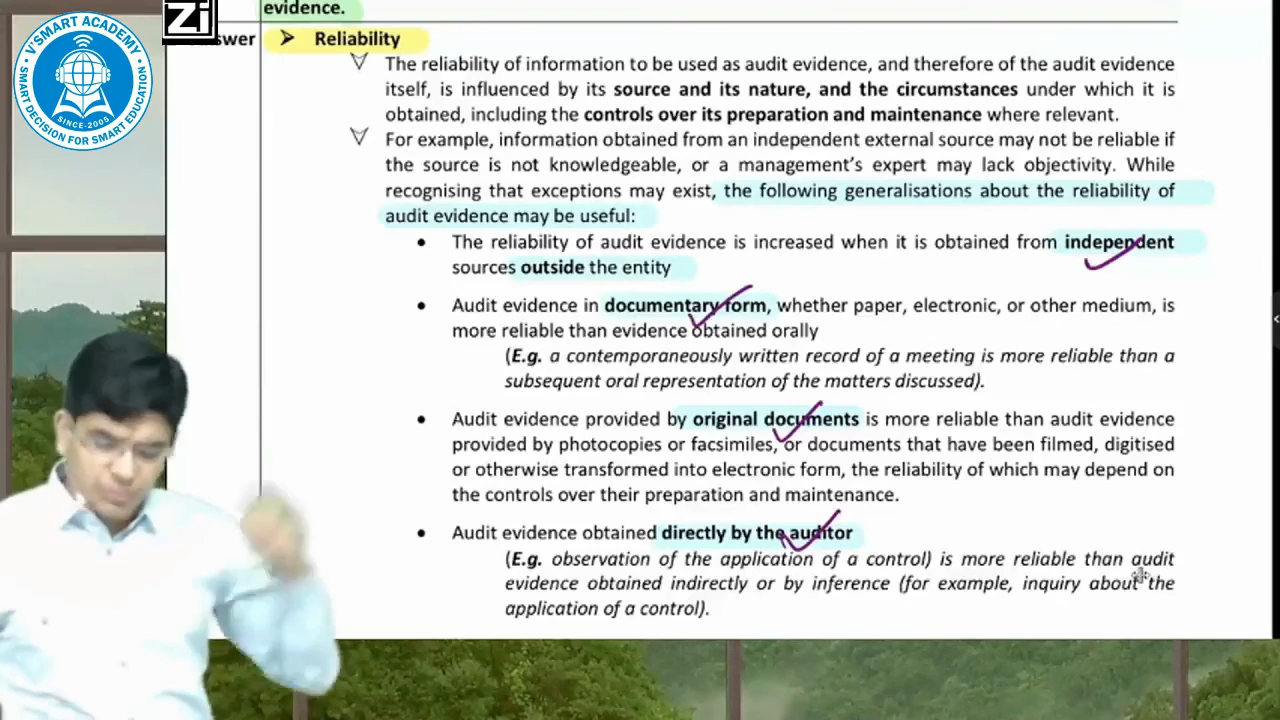 evidence.
Zi
V'SMART ACADEMY
SINCE-2005
SMART DECISION FOR SMART EDUCATION
➤ Reliability
The reliability of information to be used as audit evidence, and therefore of the audit evidence
itself, is influenced by its source and its nature, and the circumstances under which it is
obtained, including the controls over its preparation and maintenance where relevant.
For example, information obtained from an independent external source may not be reliable if
the source is not knowledgeable, or a management's expert may lack objectivity. While
recognising that exceptions may exist, the following generalisations about the reliability of
audit evidence may be useful:
• The reliability of audit evidence is increased when it is obtained from independent
sources outside the entity
• Audit evidence in documentary form, whether paper, electronic, or other medium, is
more reliable than evidence obtained orally
(E.g. a contemporaneously written record of a meeting is more reliable than a
subsequent oral representation of the matters discussed).
• Audit evidence provided by original documents is more reliable than audit evidence
provided by photocopies or facsimiles, or documents that have been filmed, digitised
or otherwise transformed into electronic form, the reliability of which may depend on
the controls over their preparation and maintenance.
• Audit evidence obtained directly by the auditor
(E.g. observation of the application of a control) is more reliable than audit
evidence obtained indirectly or by inference (for example, inquiry about the
application of a control).